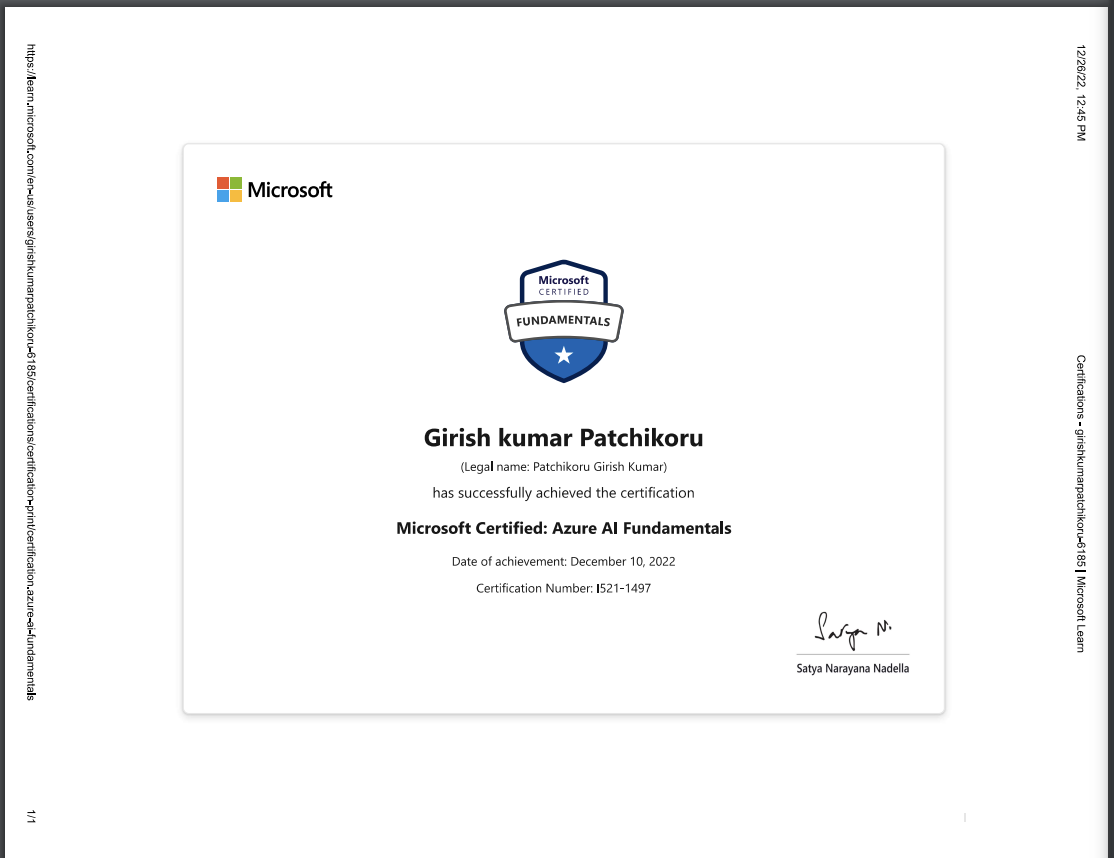 12/26/22, 12:45 PM
Certifications - girishkumarpatchikoru-6185 | Microsoft Learn
Microsoft
Microsoft
CERTIFIED
FUNDAMENTALS
Girish kumar Patchikoru
(Legal name: Patchikoru Girish Kumar)
has successfully achieved the certification
Microsoft Certified: Azure AI Fundamentals
Date of achievement: December 10, 2022
Certification Number: I521-1497
Satya N.
Satya Narayana Nadella
https://learn.microsoft.com/en-us/users/girishkumarpatchikoru-6185/certifications/certification-print/certification.azure-ai-fundamentals
1/1